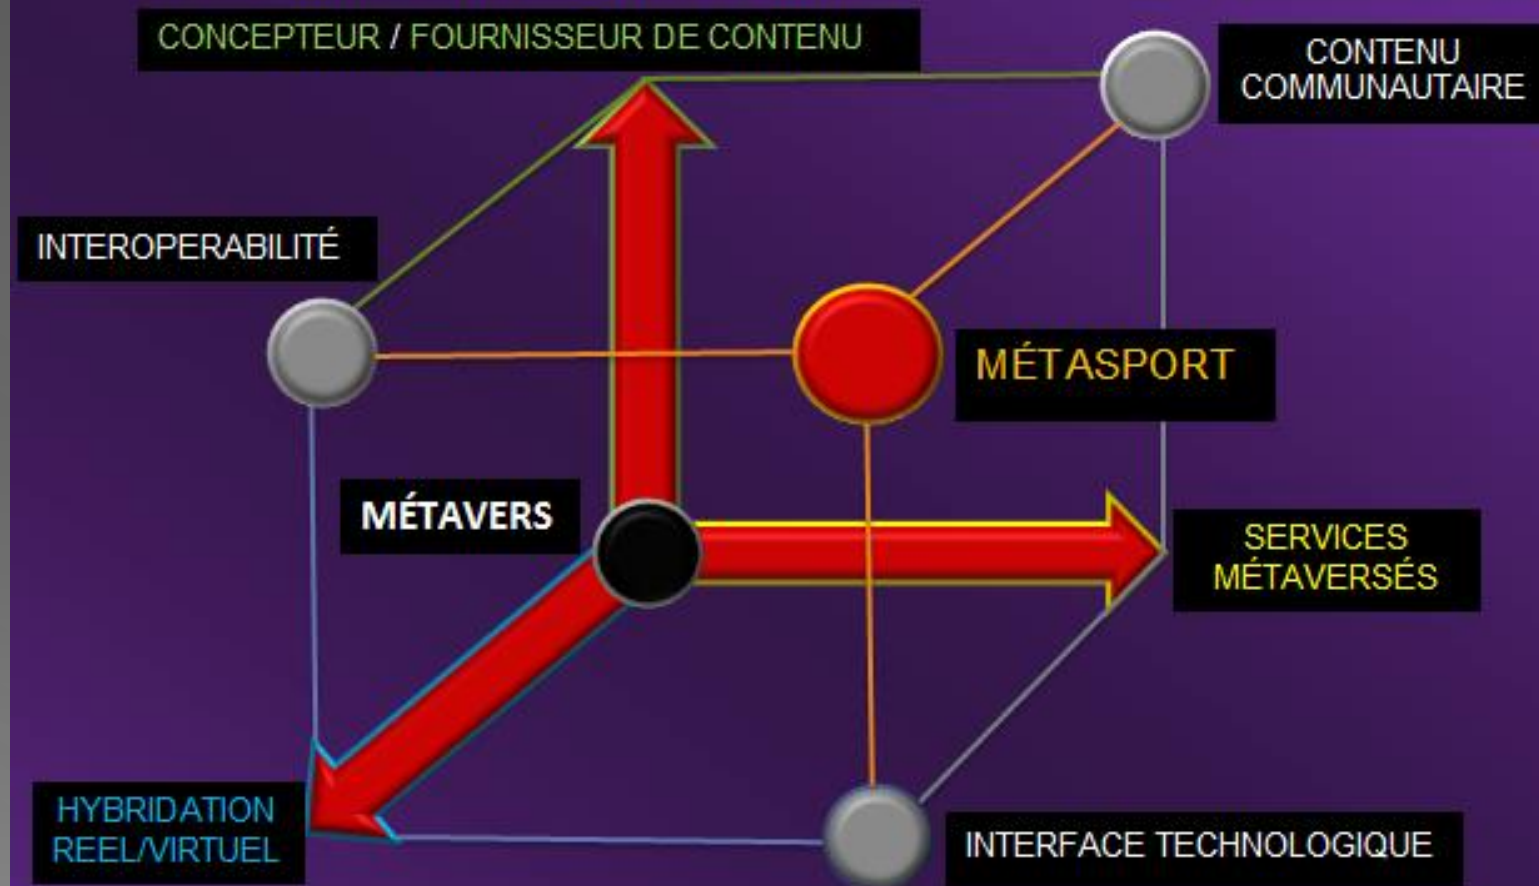 CONCEPTEUR / FOURNISSEUR DE CONTENU
CONTENU
COMMUNAUTAIRE
INTEROPERABILITÉ
MÉTASPORT
MÉTAVERS
SERVICES
MÉTAVERSÉS
HYBRIDATION
REEL/VIRTUEL
INTERFACE TECHNOLOGIQUE